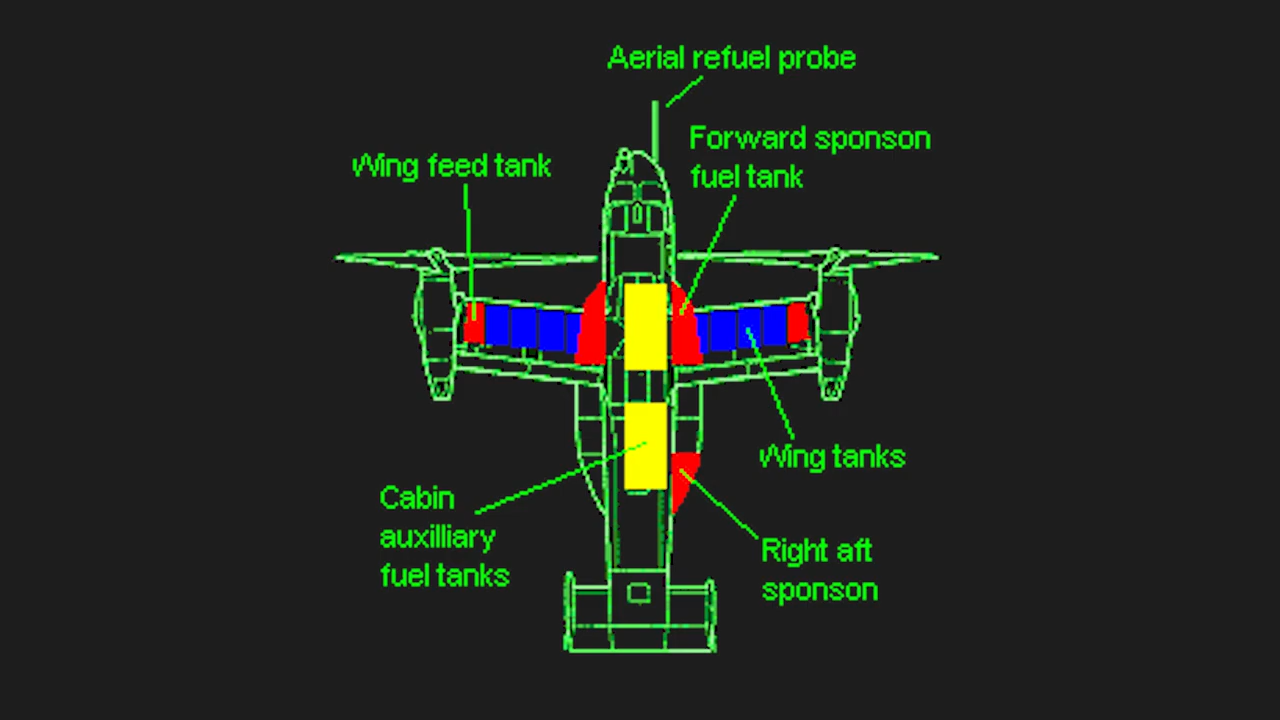 Aerial refuel probe
Forward sponson
fuel tank
Wing feed tank
Wing tanks
Cabin
auxilliary
fuel tanks
Right aft
sponson